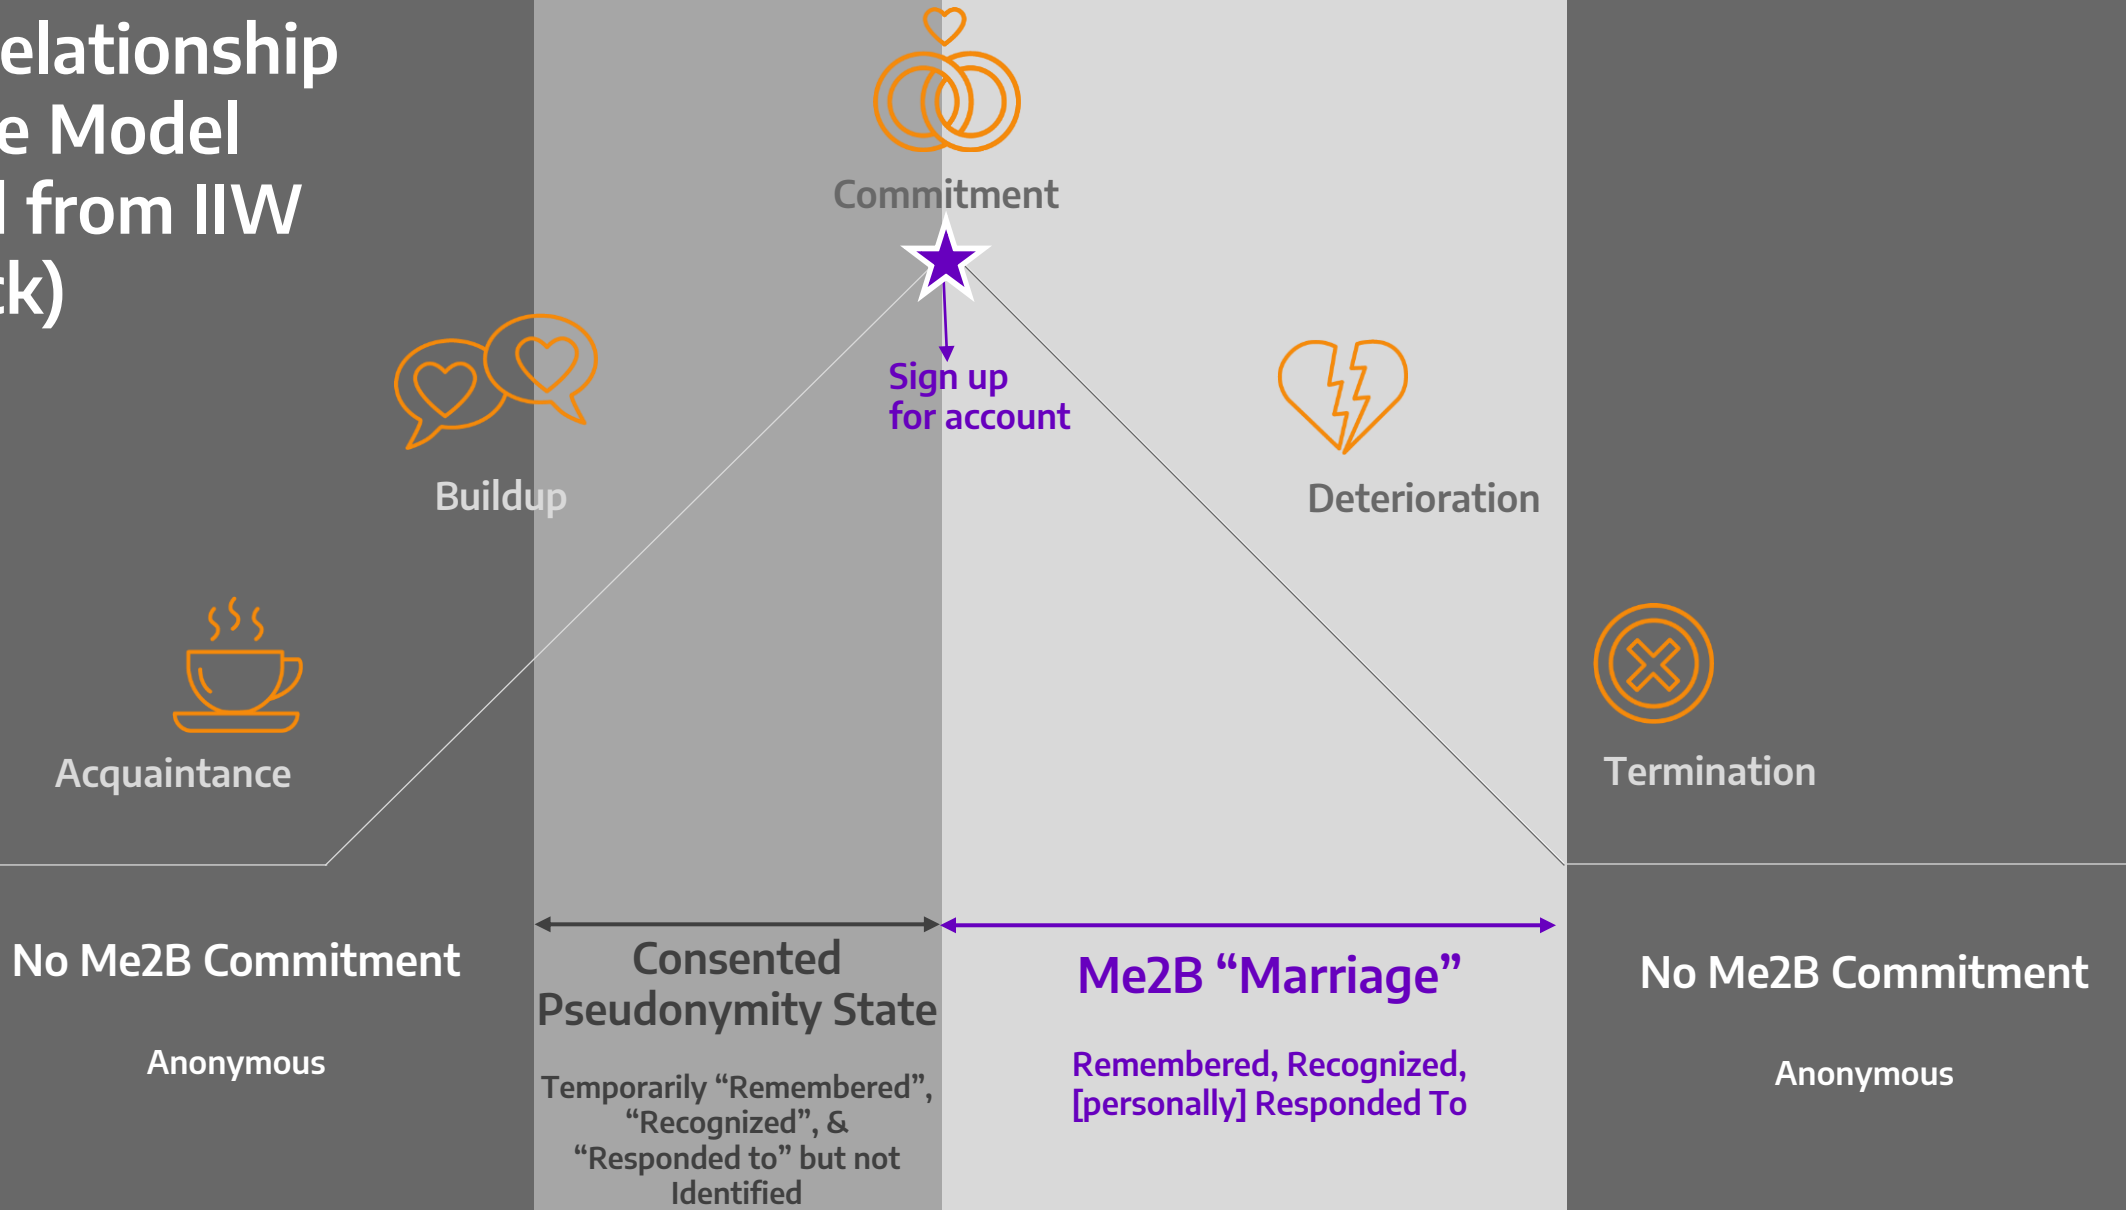 elationship
e Model
l from IIW
k)
Commitment
Sign up
for account
Buildup
Deterioration
Acquaintance
Termination
No Me2B Commitment
Anonymous
Consented
Pseudonymity State
Temporarily “Remembered”,
“Recognized”, &
“Responded to” but not
Identified
Me2B “Marriage”
Remembered, Recognized,
[personally] Responded To
No Me2B Commitment
Anonymous